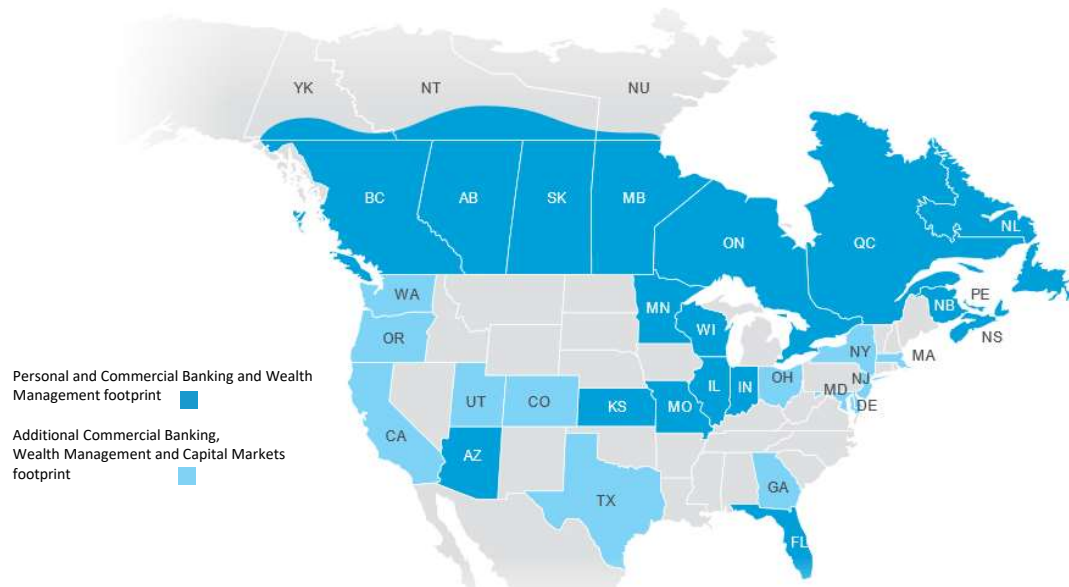 YK
NT
NU
BC
AB
SK
MB
ON
QC
NL
NB
PE
NS
WA
MN
WI
OR
NY
MA
Personal and Commercial Banking and Wealth
Management footprint
UT
CO
KS
MO
IL
IN
OH
MD
NJ
DE
CA
AZ
Additional Commercial Banking,
Wealth Management and Capital Markets
footprint
TX
GA
FL